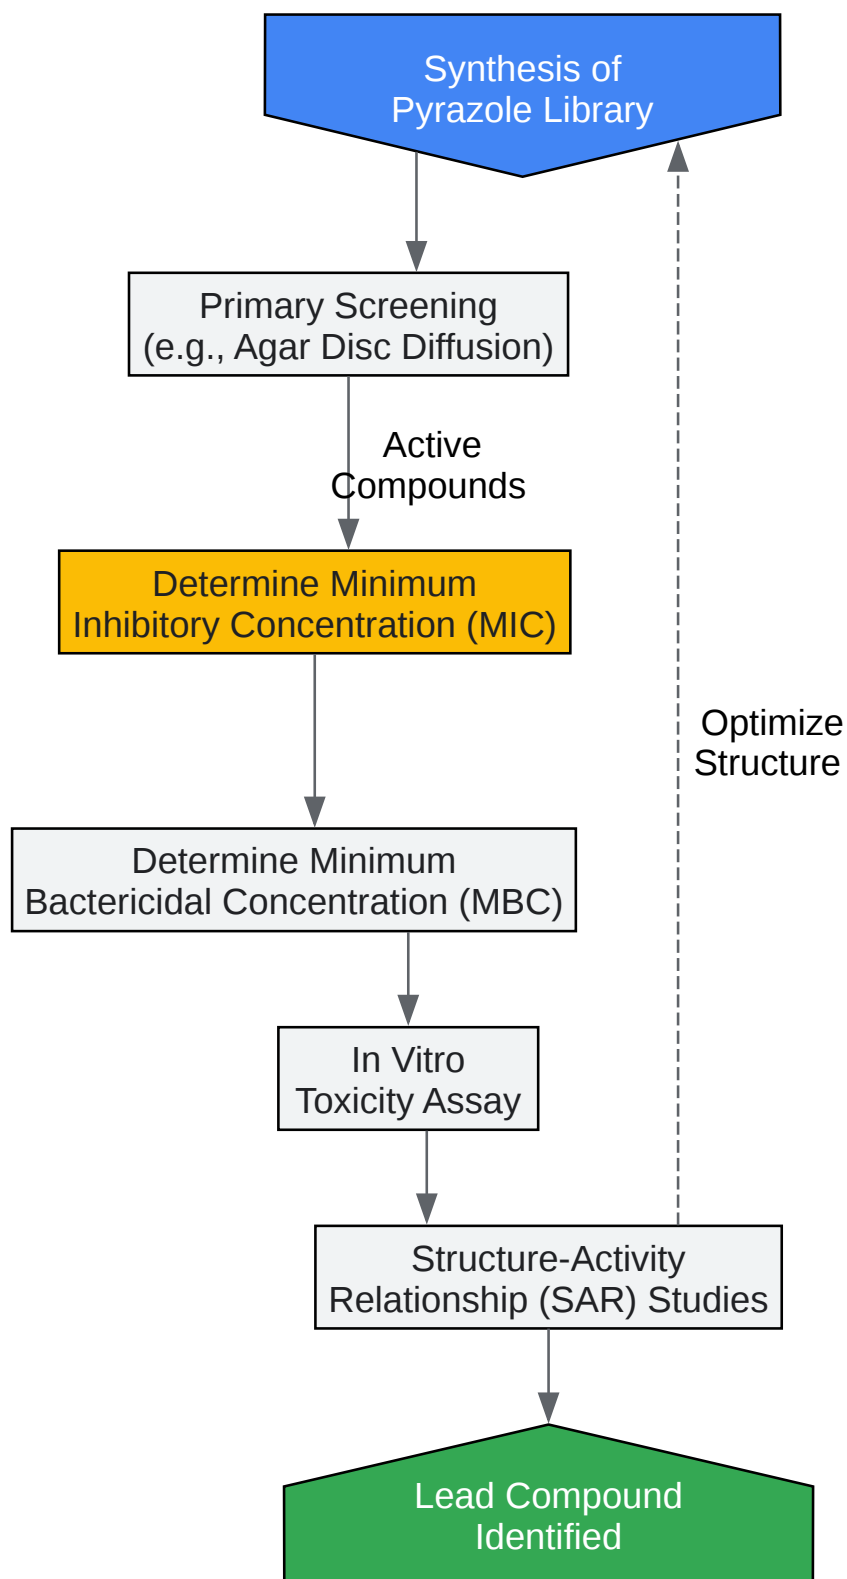 Synthesis of
Pyrazole Library
Primary Screening
(e.g., Agar Disc Diffusion)
Active
Compounds
Determine Minimum
Inhibitory Concentration (MIC)
Optimize
Structure
Determine Minimum
Bactericidal Concentration (MBC)
In Vitro
Toxicity Assay
Structure-Activity
Relationship (SAR) Studies
Lead Compound
Identified